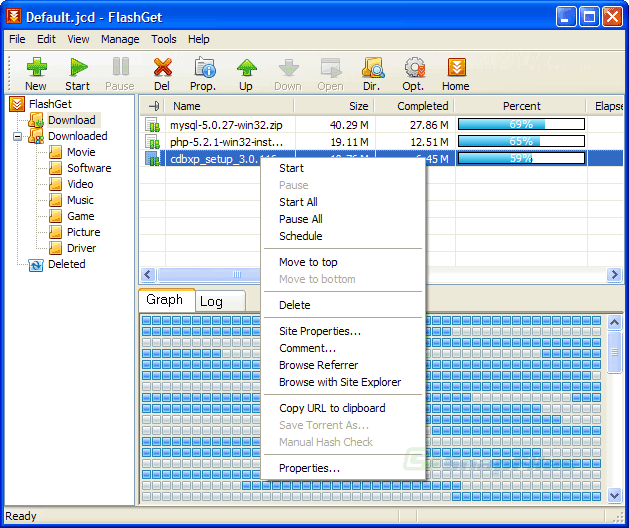 Default.jcd - FlashGet
File Edit View Manage Tools Help
New Start Pause Del Prop. Up Down Open Dir. Opt. Home
FlashGet
Download
Downloaded
Movie
Software
Video
Music
Game
Picture
Driver
Deleted
Name Size Completed Percent Elapse
mysql-5.0.27-win32.zip 40.29 M 27.86 M 69%
php-5.2.1-win32-inst... 19.11 M 12.51 M 65%
cdbxp_setup_3.0.116 59%
Start
Pause
Start All
Pause All
Schedule
Move to top
Move to bottom
Delete
Site Properties...
Comment...
Browse Referrer
Browse with Site Explorer
Copy URL to clipboard
Save Torrent As...
Manual Hash Check
Properties...
Graph Log
Ready